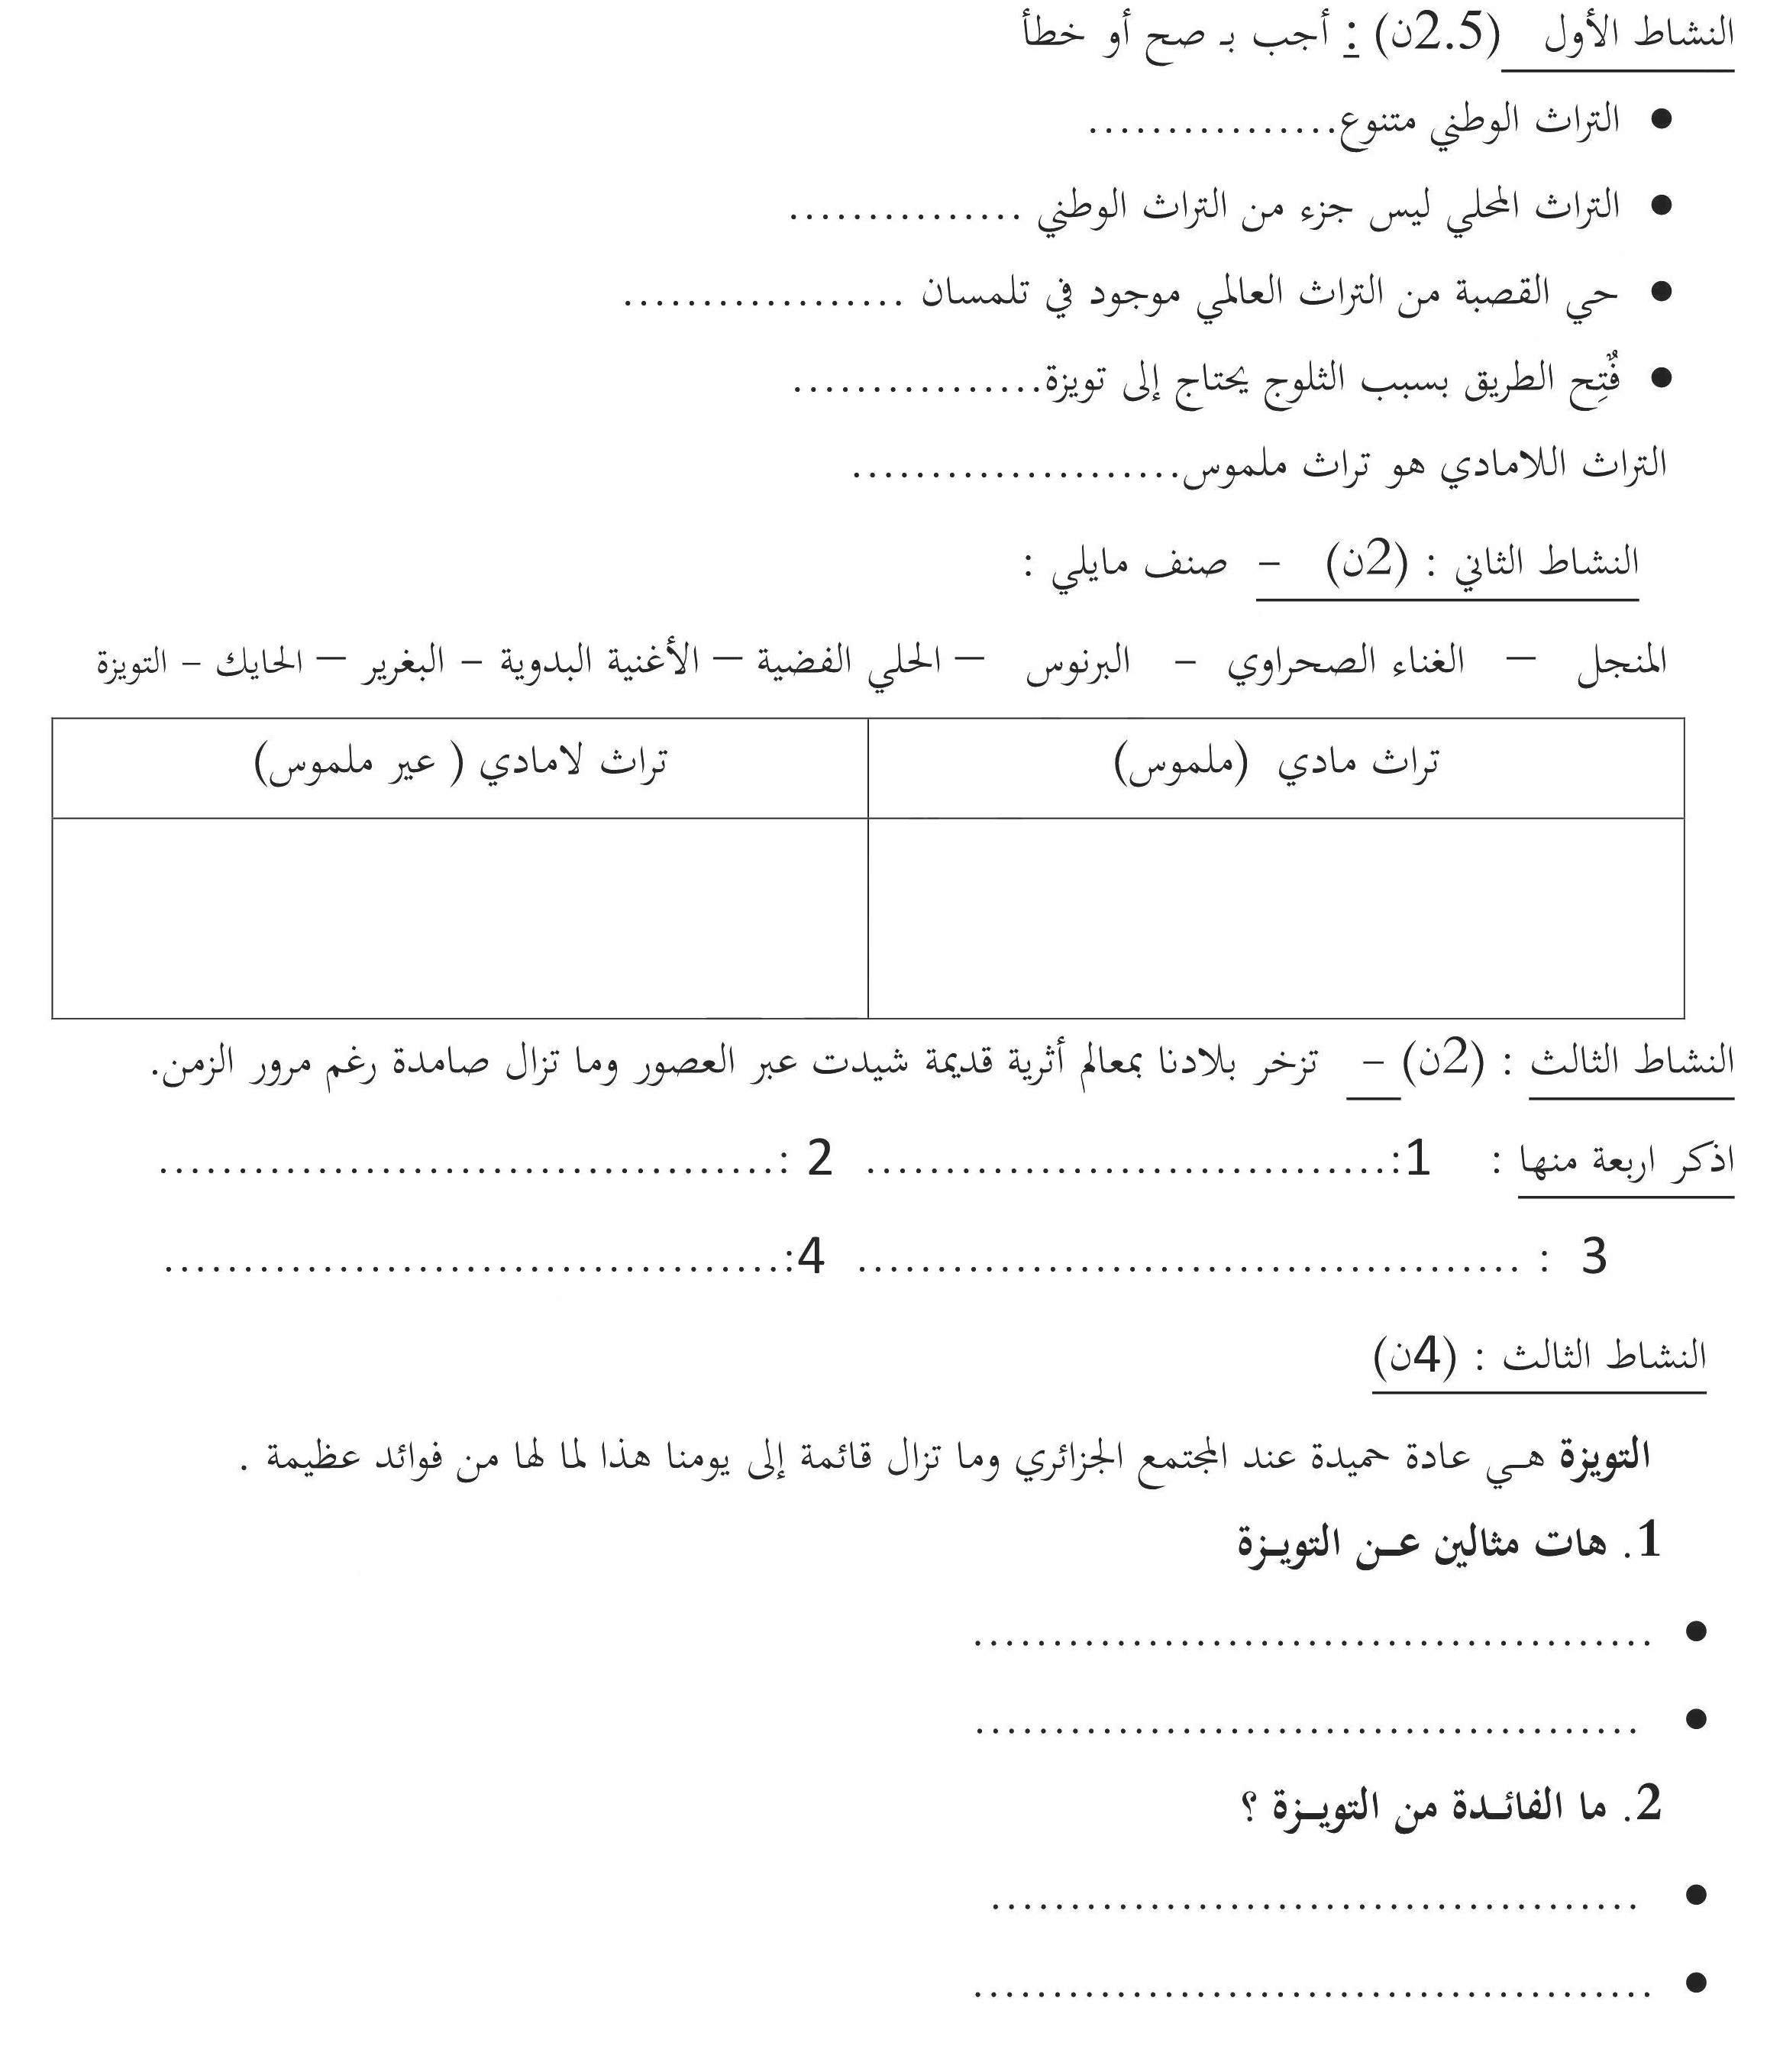 النشاط الأول (2.5ن) : أجب بـ صح أو خطأ
• التراث الوطني متنوع................
• التراث المحلي ليس جزء من التراث الوطني ...............
• حي القصبة من التراث العالمي موجود في تلمسان ..................
• فٌتِح الطريق بسبب الثلوج يحتاج إلى تويزة................
التراث اللامادي هو تراث ملموس.....................
النشاط الثاني : (2ن) – صنف مايلي :
المنجل – الغناء الصحراوي – البرنوس – الحلي الفضية – الأغنية البدوية – البغرير – الحايك – التويزة
تراث مادي (ملموس)
تراث لامادي ( عير ملموس)
النشاط الثالث : (2ن) – تزخر بلادنا بمعالم أثرية قديمة شيدت عبر العصور وما تزال صامدة رغم مرور الزمن.
اذكر اربعة منها : 1:................................. 2 :.......................................
3 : .......................................... 4:.......................................
النشاط الثالث : (4ن)
التويزة هـي عادة حميدة عند المجتمع الجزائري وما تزال قائمة إلى يومنا هذا لما لها من فوائد عظيمة .
1. هات مثالين عـن التويـزة
• ...........................................
• ..........................................
2. ما الفائـدة من التويـزة ؟
• .........................................
• ...........................................